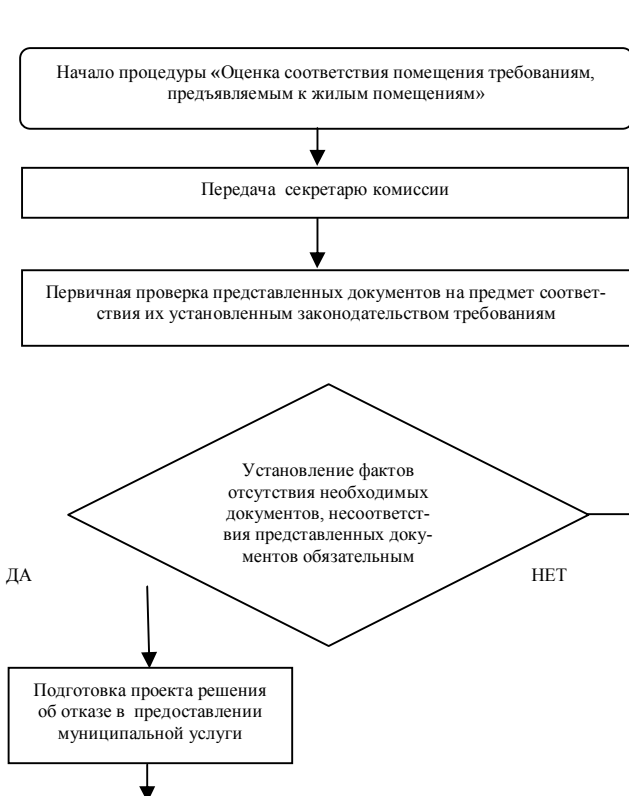 Начало процедуры «Оценка соответствия помещения требованиям,
предъявляемым к жилым помещениям»
Передача секретарю комиссии
Первичная проверка представленных документов на предмет соответ-
ствия их установленным законодательством требованиям
Установление фактов
отсутствия необходимых
документов, несоответст-
вия представленных доку-
ментов обязательным
ДА
НЕТ
Подготовка проекта решения
об отказе в предоставлении
муниципальной услуги